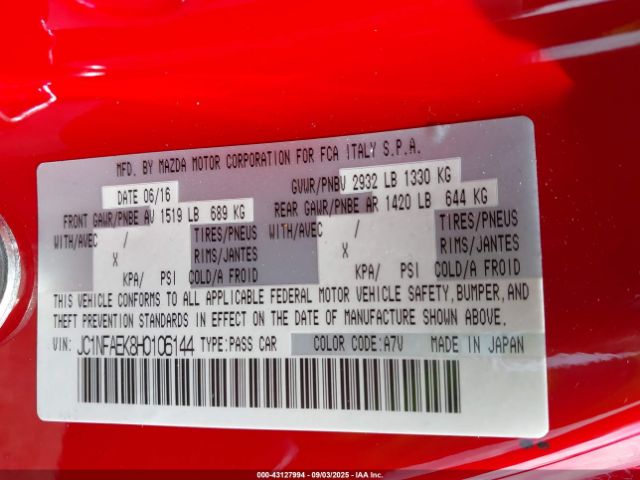 MFD. BY MAZDA MOTOR CORPORATION FOR FCA ITALY S.P.A.
DATE 06/16 GVWR/PNBV 2932 LB 1330 KG
FRONT GAWR/PNBE AV 1519 LB 689 KG REAR GAWR/PNBE AR 1420 LB 644 KG
WITH/AVEC / TIRES/PNEUS WITH/AVEC / TIRES/PNEUS
X RIMS/JANTES X RIMS/JANTES
KPA/ PSI COLD/A FROID KPA/ PSI COLD/A FROID
THIS VEHICLE CONFORMS TO ALL APPLICABLE FEDERAL MOTOR VEHICLE SAFETY, BUMPER, AND
THEFT PREVENTION STANDARDS IN EFFECT ON THE DATE OF MANUFACTURE SHOWN ABOVE.
VIN: JC1NFAEK8H0106144 TYPE:PASS CAR COLOR CODE:A7V MADE IN JAPAN
000-43127994 - 09/03/2025 - IAA Inc.